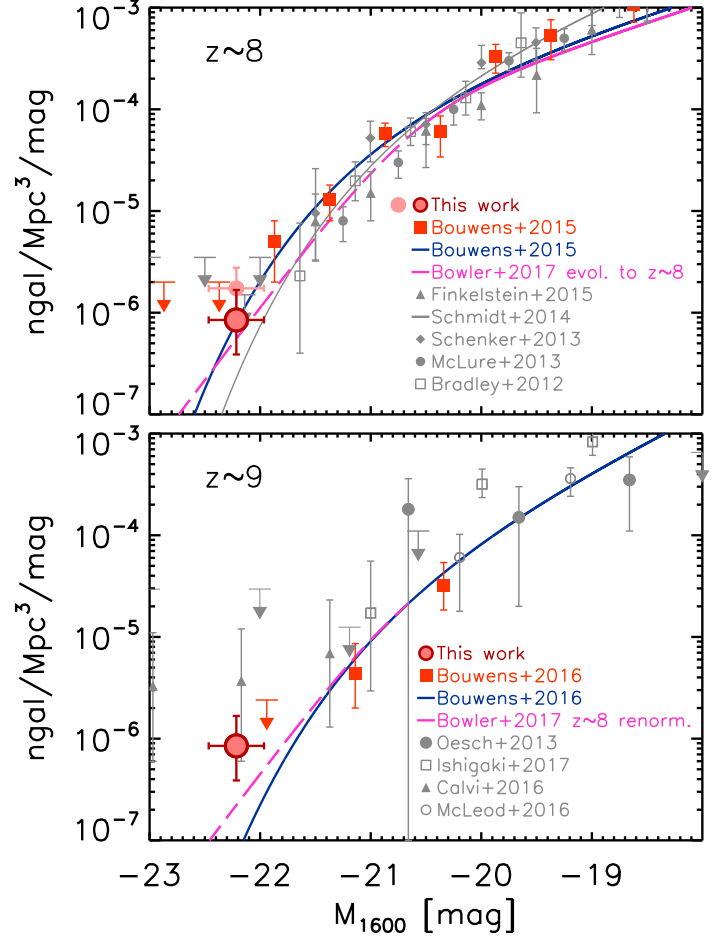 z~8
ngal/Mpc³/mag
10⁻³
10⁻⁴
10⁻⁵
10⁻⁶
10⁻⁷
This work
Bouwens+2015
Bouwens+2015
Bowler+2017 evol. to z~8
Finkelstein+2015
Schmidt+2014
Schenker+2013
McLure+2013
Bradley+2012
z~9
ngal/Mpc³/mag
10⁻³
10⁻⁴
10⁻⁵
10⁻⁶
10⁻⁷
This work
Bouwens+2016
Bouwens+2016
Bowler+2017 z~8 renorm.
Oesch+2013
Ishigaki+2017
Calvi+2016
McLeod+2016
−23 −22 −21 −20 −19
M₁₆₀₀ [mag]